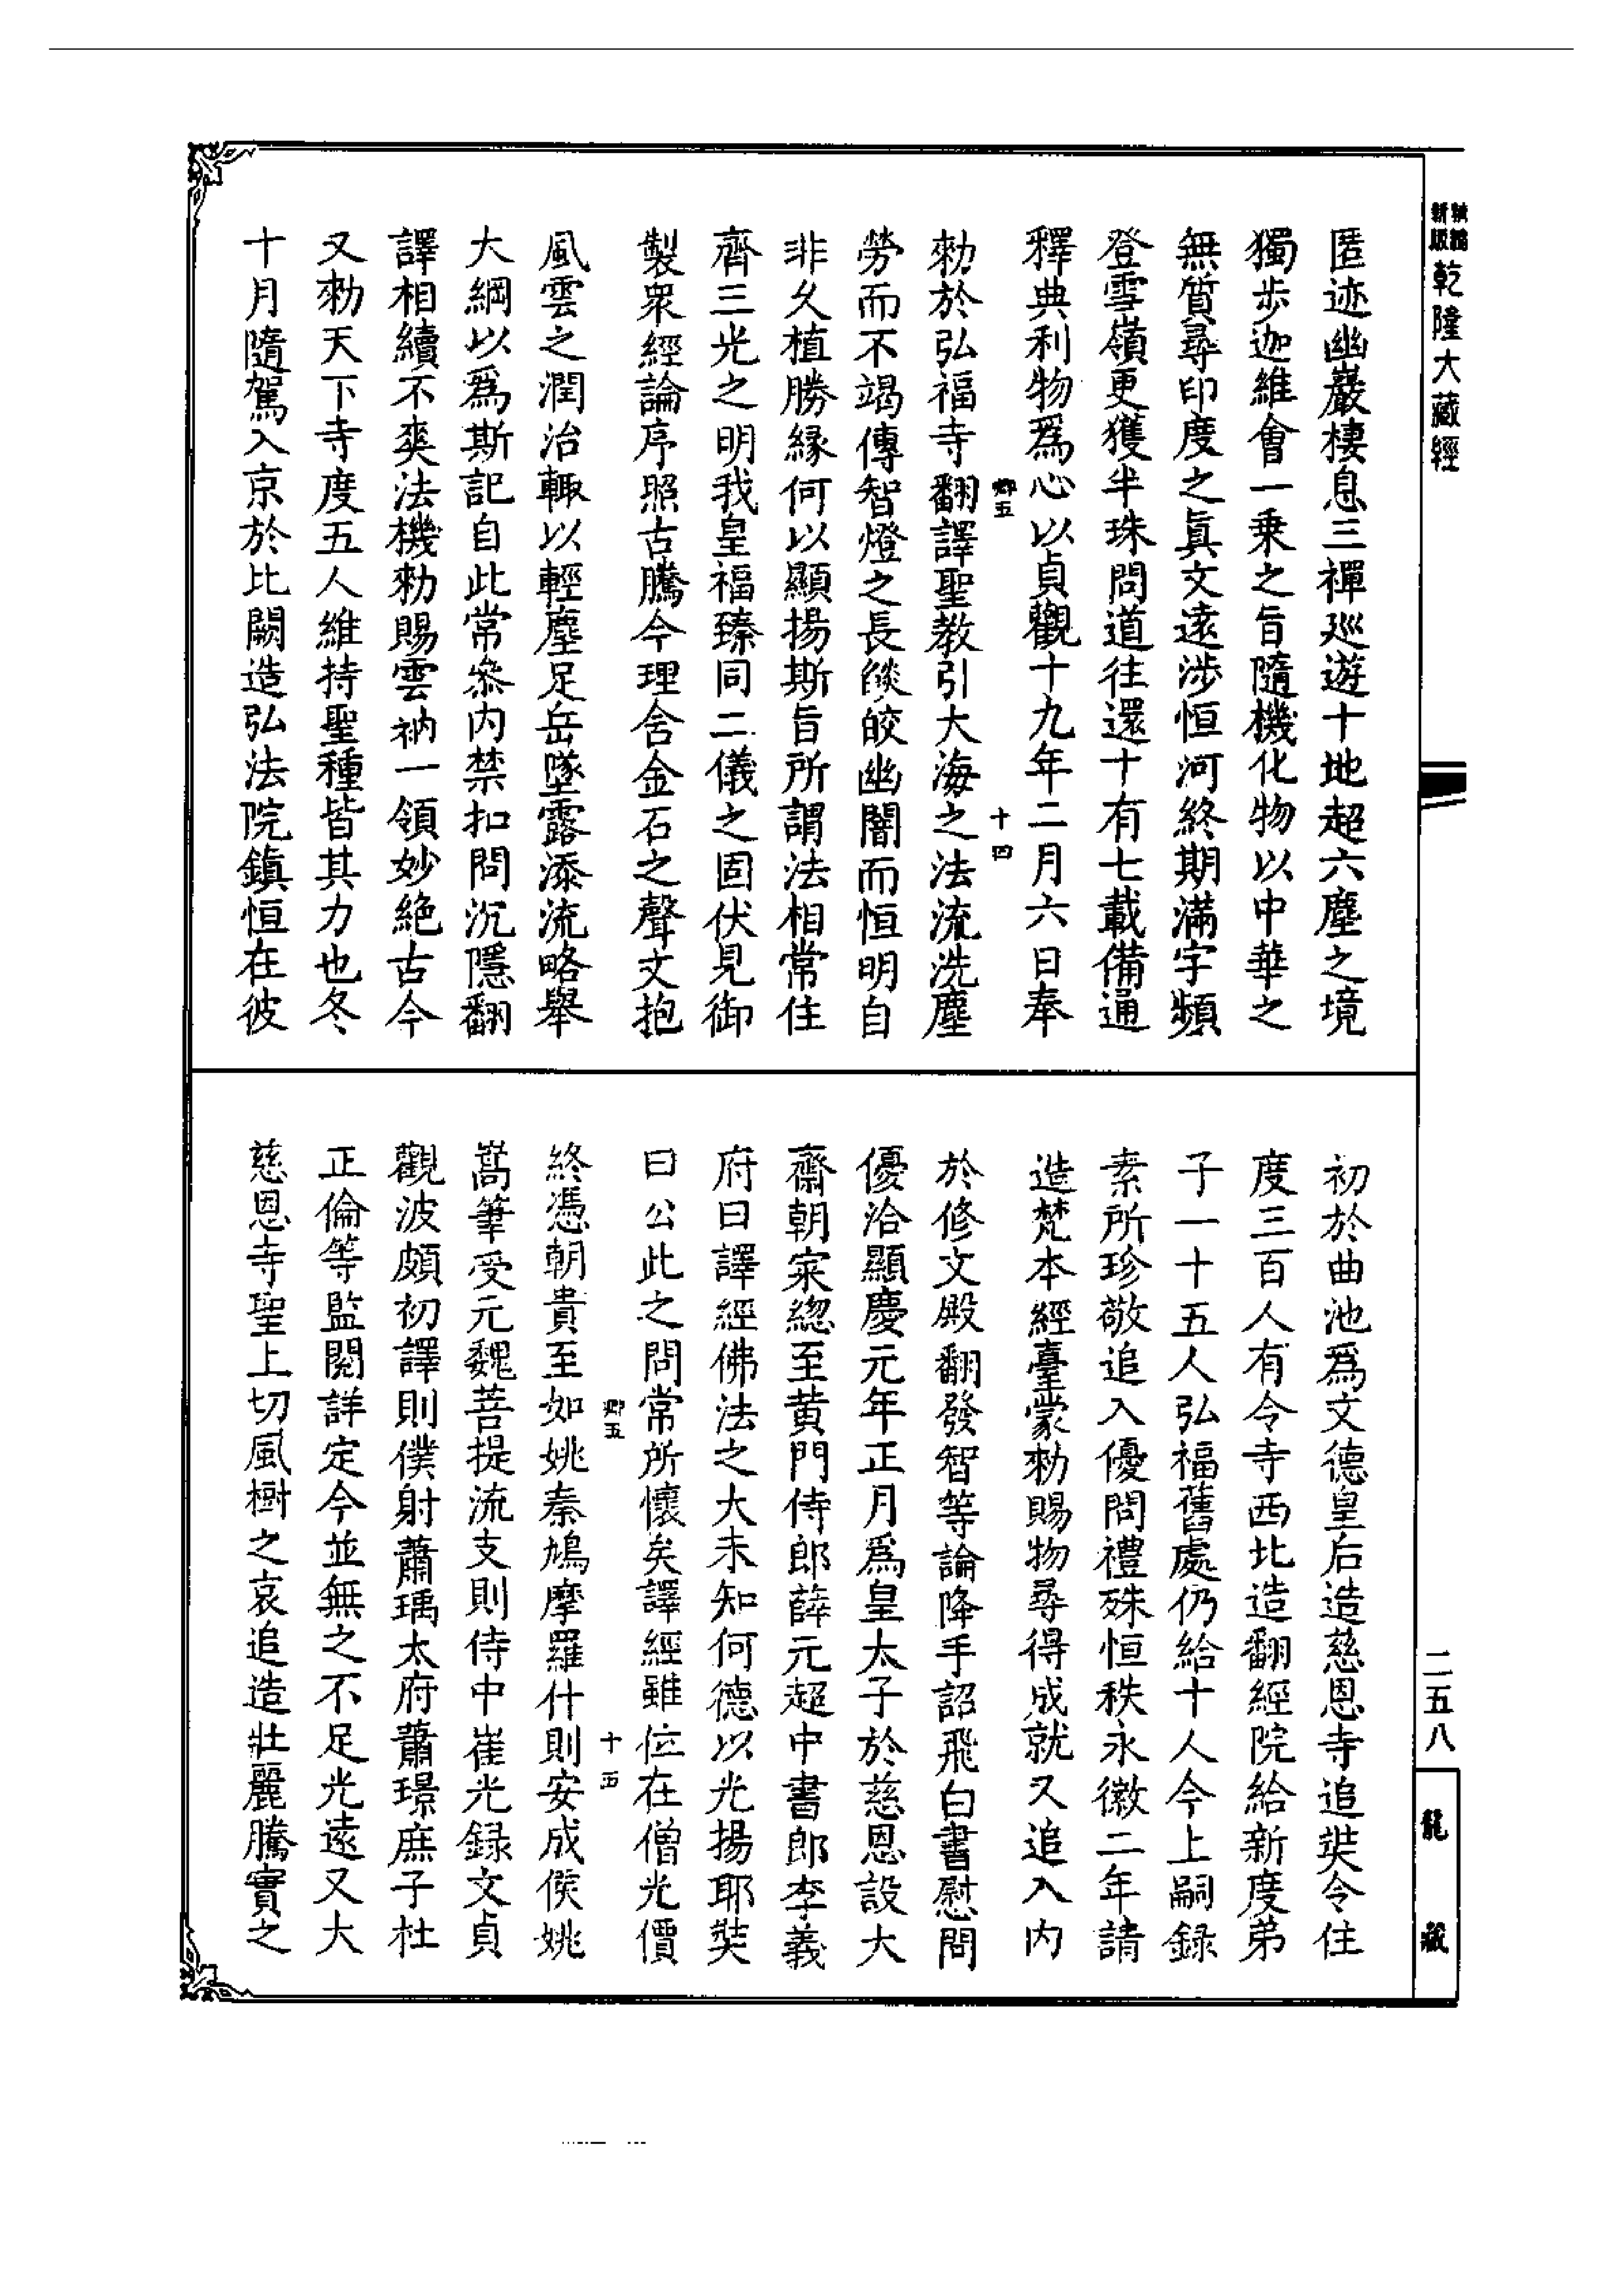 新編
新版
乾隆大藏經
匿迹幽巖棲息三禪巡遊十地超六塵之境
獨步迦維會一乘之旨隨機化物以中華之
無質尋印度之眞文遠涉恒河終期滿字頻
登雪嶺更獲半珠問道往還十有七載備通
釋典利物爲心以貞觀十九年二月六日奉
鄉五 十四
勑於弘福寺翻譯聖教引大海之法流洗塵
勞而不竭傳智燈之長燄皎幽闇而恒明自
非久植勝緣何以顯揚斯旨所謂法相常住
齊三光之明我皇福臻同二儀之固伏見御
製衆經論序照古騰今理含金石之聲文抱
風雲之潤治輙以輕塵足岳墜露添流略舉
大綱以爲斯記自此常叅內禁扣問沉隱翻
譯相續不爽法機勑賜雲衲一領妙絕古今
又勑天下寺度五人維持聖種皆其力也冬
十月隨駕入京於北闕造弘法院鎮恒在彼
初於曲池爲文德皇后造慈恩寺追奘令住
度三百人有令寺西北造翻經院給新度弟
子一十五人弘福舊處仍給十人今上嗣錄
素所珍敬追入優問禮殊恒秩永徽二年請
造梵本經臺蒙勑賜物尋得成就又追入內
於修文殿翻發智等論降手詔飛白書慰問
優洽顯慶元年正月爲皇太子於慈恩設大
齋朝寀總至黃門侍郎薛元超中書郎李義
府曰譯經佛法之大未知何德以光揚耶奘
曰公此之問常所懷矣譯經雖位在僧光價
鄉五 十五
終憑朝貴至如姚秦鳩摩羅什則安成侯姚
嵩筆受元魏菩提流支則侍中崔光錄文貞
觀波頗初譯則僕射蕭瑀太府蕭璟庶子杜
正倫等監閱詳定今並無之不足光遠又大
慈恩寺聖上切風樹之哀追造壯麗騰實之
二五八
龍藏